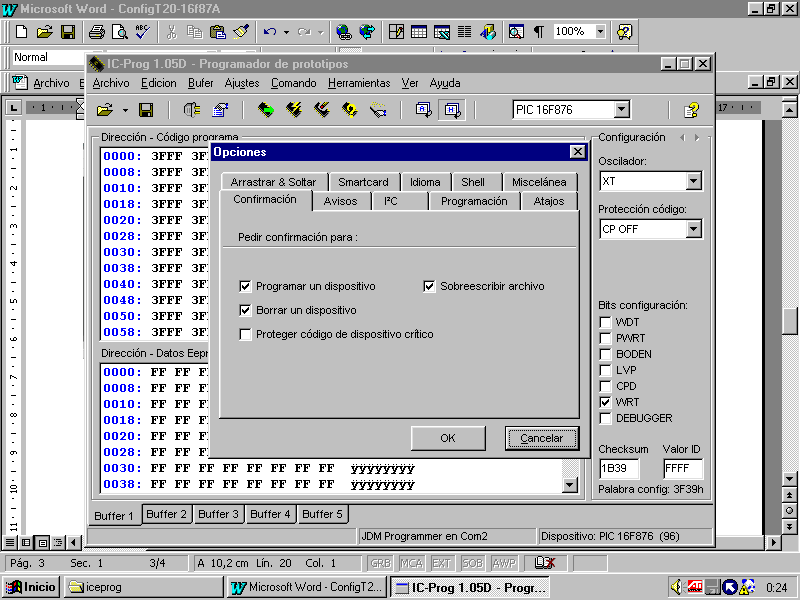 Microsoft Word - ConfigT20-16f87A
100%
Normal
Archivo
IC-Prog 1.05D - Programador de prototipos
Archivo Edicion Bufer Ajustes Comando Herramientas Ver Ayuda
PIC 16F876
Dirección - Código programa
0000: 3FFF 3F
0008: 3FFF 3F
0010: 3FFF 3F
0018: 3FFF 3F
0020: 3FFF 3F
0028: 3FFF 3F
0030: 3FFF 3F
0038: 3FFF 3F
0040: 3FFF 3F
0048: 3FFF 3F
0050: 3FFF 3F
0058: 3FFF 3F
Opciones
Arrastrar & Soltar Smartcard Idioma Shell Miscelánea
Confirmación Avisos I²C Programación Atajos
Pedir confirmación para :
Programar un dispositivo Sobreescribir archivo
Borrar un dispositivo
Proteger código de dispositivo crítico
OK Cancelar
Configuración
Oscilador:
XT
Protección código:
CP OFF
Bits configuración:
WDT
PWRT
BODEN
LVP
CPD
WRT
DEBUGGER
Checksum Valor ID
1B39 FFFF
Palabra config: 3F39h
Dirección - Datos Eepr
0000: FF FF F
0008: FF FF F
0010: FF FF F
0018: FF FF F
0020: FF FF F
0028: FF FF F
0030: FF FF FF FF FF FF FF FF ÿÿÿÿÿÿÿÿ
0038: FF FF FF FF FF FF FF FF ÿÿÿÿÿÿÿÿ
Buffer 1 Buffer 2 Buffer 3 Buffer 4 Buffer 5
JDM Programmer en Com2 Dispositivo: PIC 16F876 (96)
Pág. 3 Sec. 1 3/4 A 10,2 cm Lín. 20 Col. 1 GRB MCA EXT SOB AWP
Inicio iceprog Microsoft Word - ConfigT2... IC-Prog 1.05D - Progr... 0:24